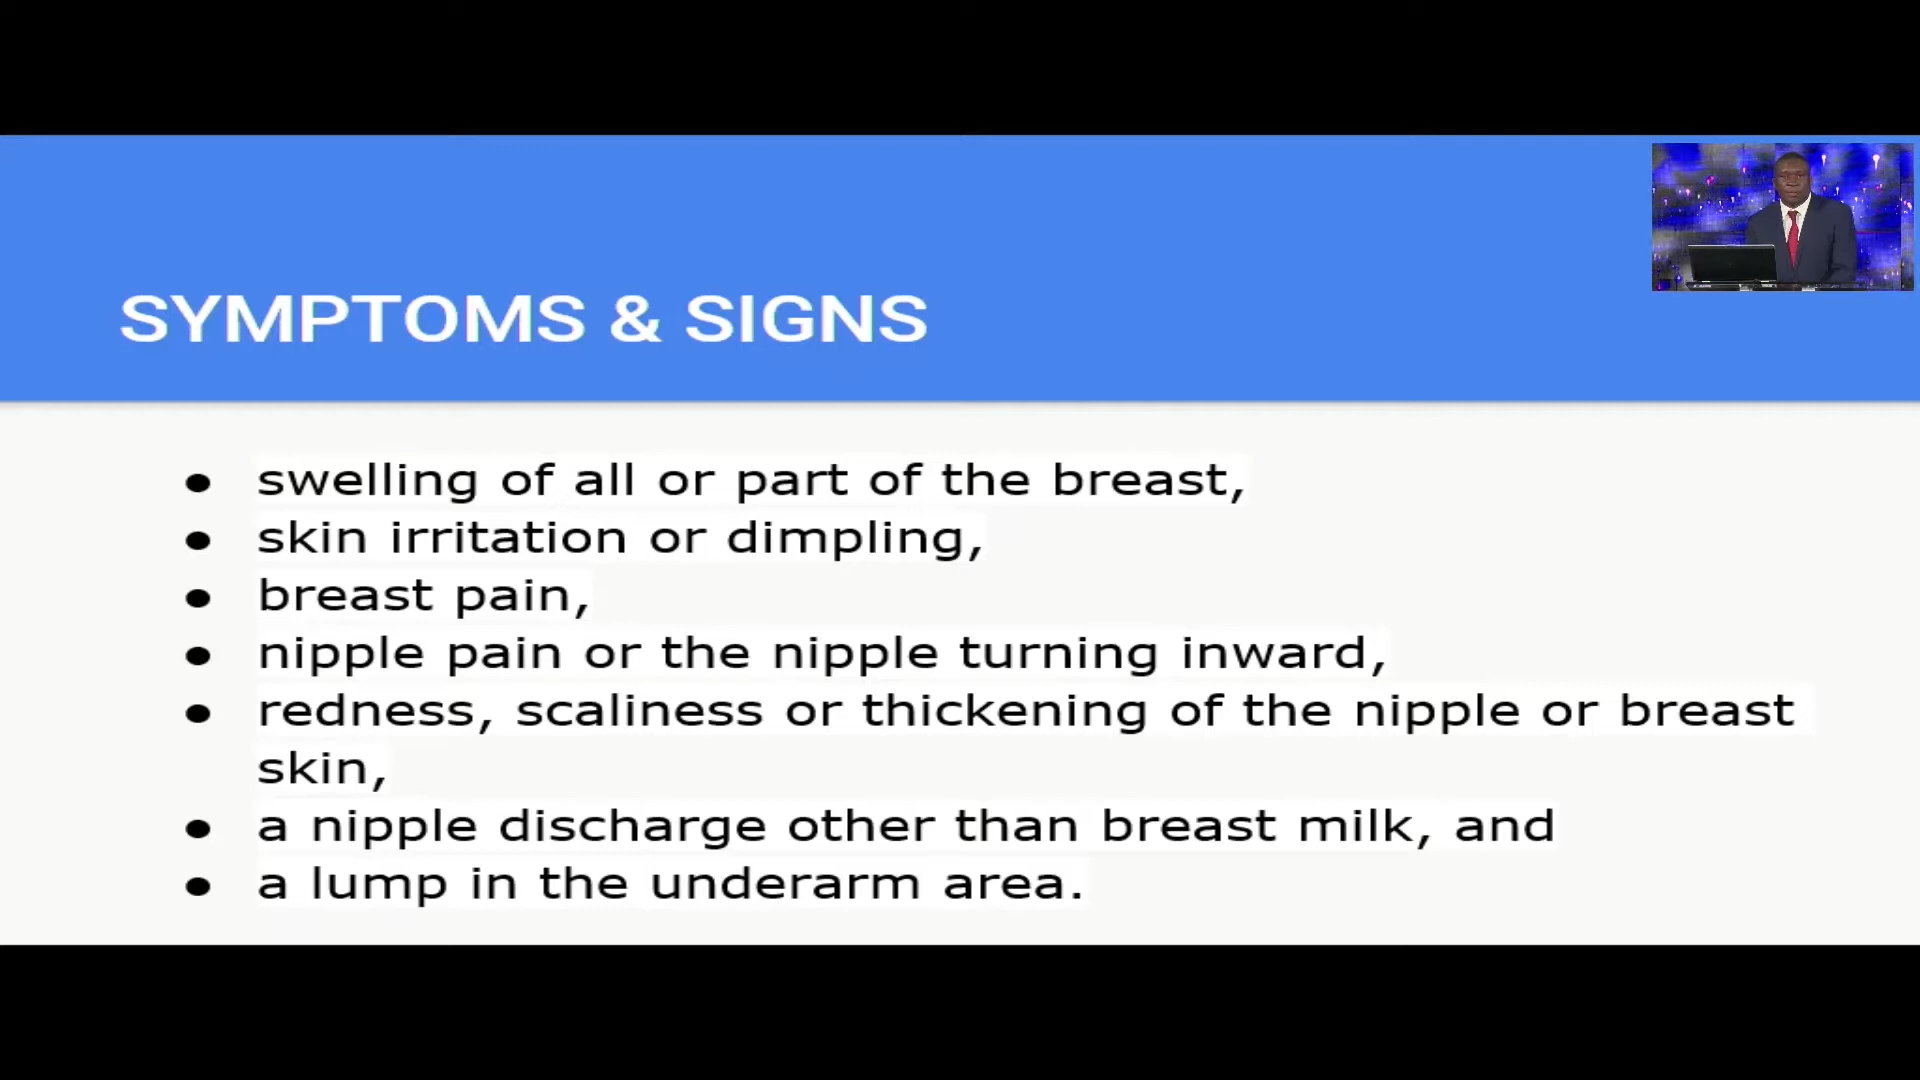 SYMPTOMS & SIGNS
● swelling of all or part of the breast,
● skin irritation or dimpling,
● breast pain,
● nipple pain or the nipple turning inward,
● redness, scaliness or thickening of the nipple or breast
skin,
● a nipple discharge other than breast milk, and
● a lump in the underarm area.